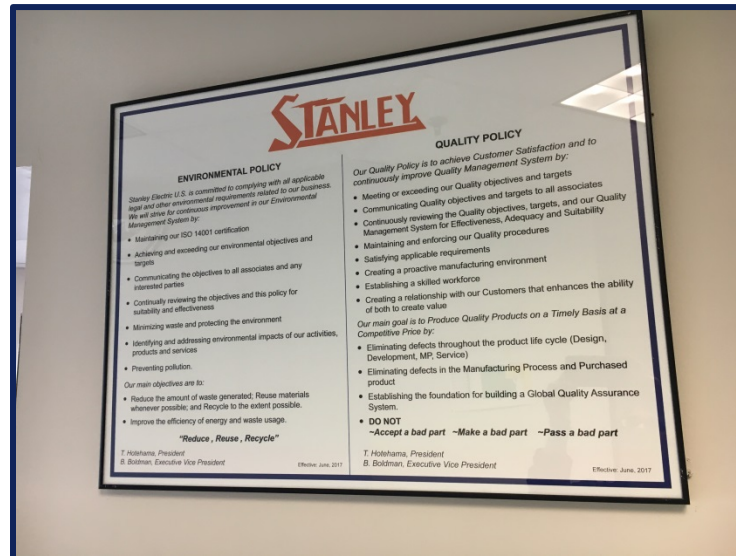 STANLEY
ENVIRONMENTAL POLICY
Stanley Electric U.S. is committed to complying with all applicable
legal and other environmental requirements related to our business.
We will strive for continuous improvement in our Environmental
Management System by:
• Maintaining our ISO 14001 certification
• Achieving and exceeding our environmental objectives and
targets
• Communicating the objectives to all associates and any
interested parties
• Continually reviewing the objectives and this policy for
suitability and effectiveness
• Minimizing waste and protecting the environment
• Identifying and addressing environmental impacts of our activities,
products and services
• Preventing pollution.
Our main objectives are to:
• Reduce the amount of waste generated; Reuse materials
whenever possible; and Recycle to the extent possible.
• Improve the efficiency of energy and waste usage.
"Reduce , Reuse , Recycle"
T. Hotehama, President
B. Boldman, Executive Vice President
Effective: June, 2017
QUALITY POLICY
Our Quality Policy is to achieve Customer Satisfaction and to
continuously improve Quality Management System by:
• Meeting or exceeding our Quality objectives and targets
• Communicating Quality objectives and targets to all associates
• Continuously reviewing the Quality objectives, targets, and our Quality
Management System for Effectiveness, Adequacy and Suitability
• Maintaining and enforcing our Quality procedures
• Satisfying applicable requirements
• Creating a proactive manufacturing environment
• Establishing a skilled workforce
• Creating a relationship with our Customers that enhances the ability
of both to create value
Our main goal is to Produce Quality Products on a Timely Basis at a
Competitive Price by:
• Eliminating defects throughout the product life cycle (Design,
Development, MP, Service)
• Eliminating defects in the Manufacturing Process and Purchased
product
• Establishing the foundation for building a Global Quality Assurance
System.
• DO NOT
~Accept a bad part ~Make a bad part ~Pass a bad part
T. Hotehama, President
B. Boldman, Executive Vice President
Effective: June, 2017